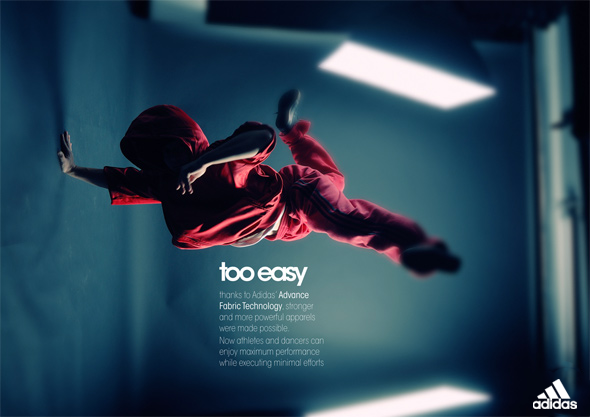 too easy
thanks to Adidas' Advance
Fabric Technology, stronger
and more powerful apparels
were made possible.
Now athletes and dancers can
enjoy maximum performance
while executing minimal efforts
adidas